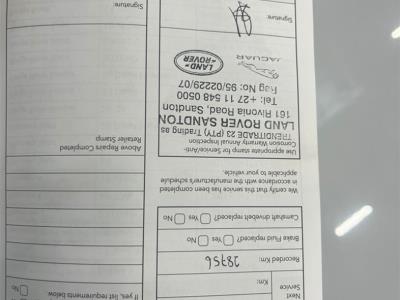 Next
Service
Km:
Recorded Km: 28756
Brake Fluid replaced? Yes No
Camshaft drivebelt replaced? Yes No
We certify that this service has been completed
in accordance with the manufacturer's schedule
applicable to your vehicle.
Use appropriate stamp for Service/Anti-
Corrosion Warranty Inspection
TRENDITRADE 23 (PTY) Trading as
LAND ROVER SANDTON
161 Rivonia Road, Sandton
Tel: +27 11 548 0500
Reg No: 95/022229/07
JAGUAR
LAND-
ROVER
Signature:
If yes, list requirements below
No
Above Repairs Completed
Retailer Stamp
Signature: